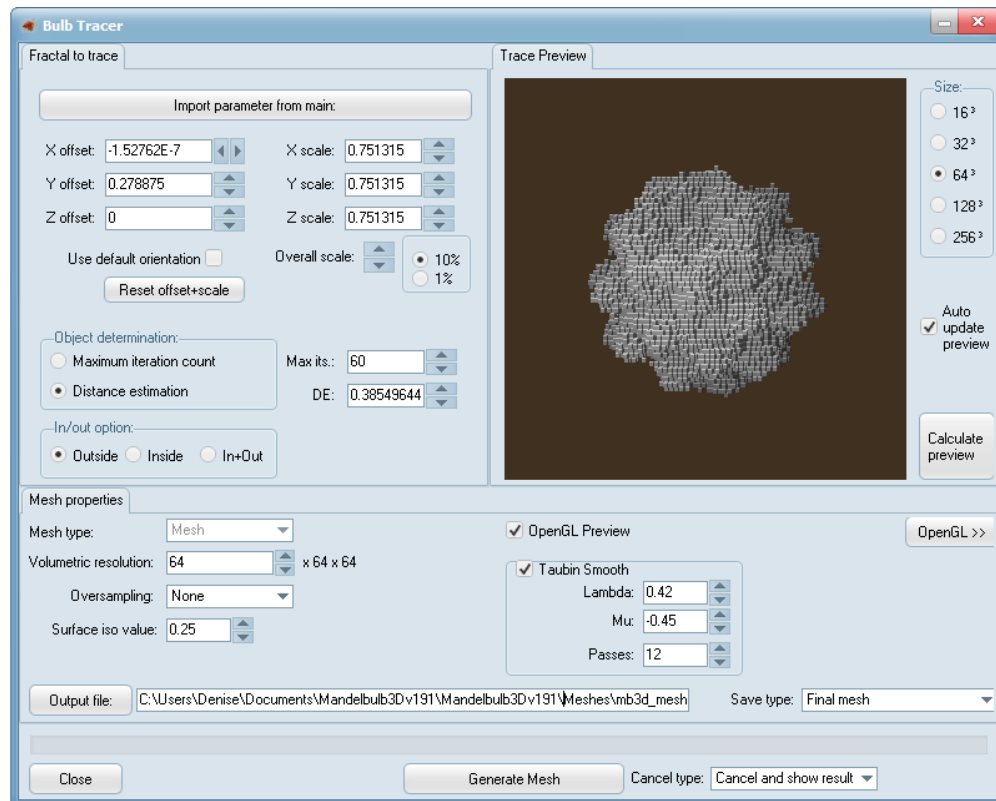 Bulb Tracer
Fractal to trace
Import parameter from main:
X offset: -1.52762E-7 X scale: 0.751315
Y offset: 0.278875 Y scale: 0.751315
Z offset: 0 Z scale: 0.751315
Use default orientation Overall scale: 10%
1%
Reset offset+scale
Object determination:
Maximum iteration count Max its.: 60
Distance estimation DE: 0.38549644
In/out option:
Outside Inside In+Out
Trace Preview
Size:
16³
32³
64³
128³
256³
Auto
update
preview
Calculate
preview
Mesh properties
Mesh type: Mesh
Volumetric resolution: 64 x 64 x 64
Oversampling: None
Surface iso value: 0.25
OpenGL Preview OpenGL >>
Taubin Smooth
Lambda: 0.42
Mu: -0.45
Passes: 12
Output file: C:\Users\Denise\Documents\Mandelbulb3Dv191\Mandelbulb3Dv191\Meshes\mb3d_mesh Save type: Final mesh
Close Generate Mesh Cancel type: Cancel and show result